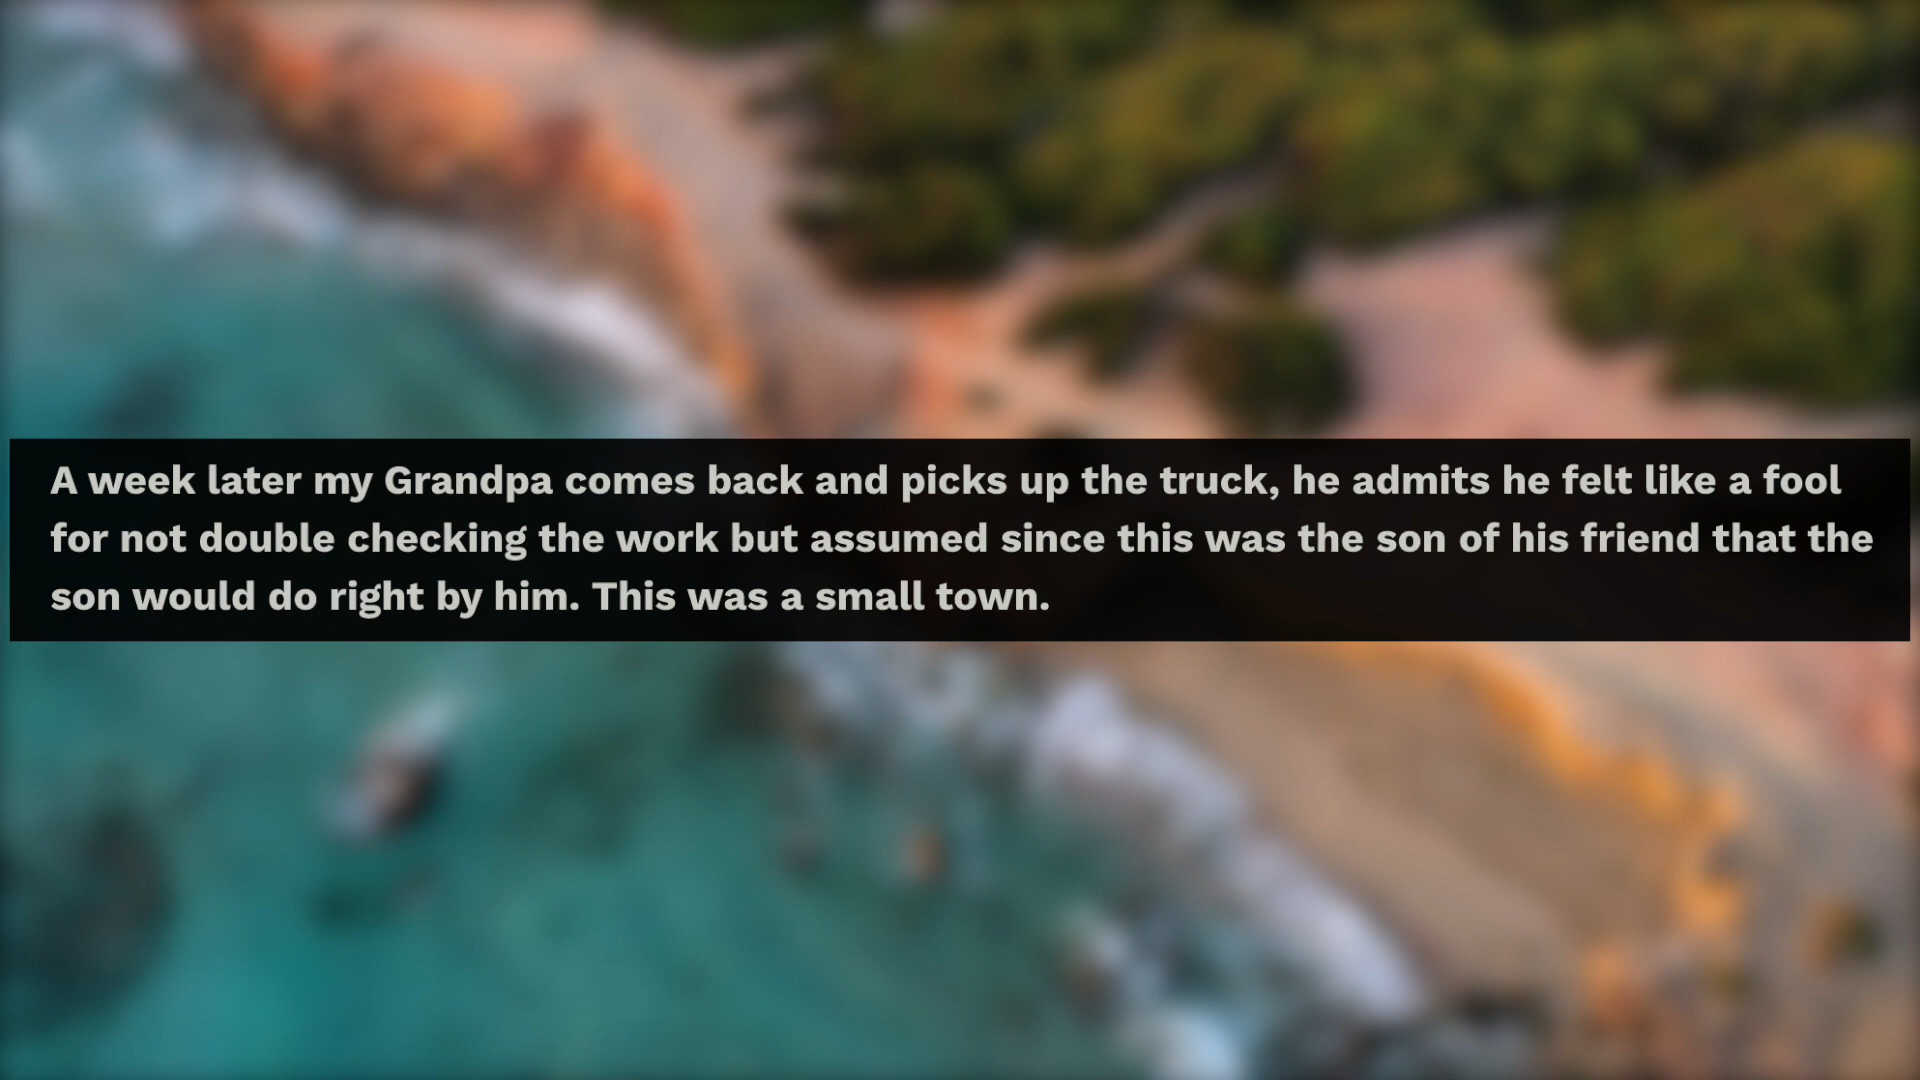 A week later my Grandpa comes back and picks up the truck, he admits he felt like a fool
for not double checking the work but assumed since this was the son of his friend that the
son would do right by him. This was a small town.